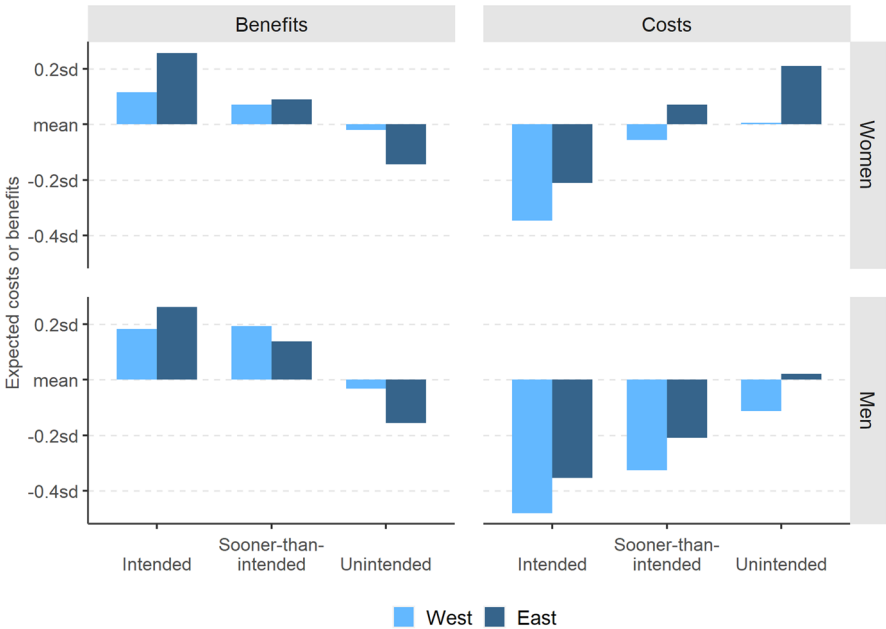 Benefits
Costs
Expected costs or benefits
0.2sd
mean
-0.2sd
-0.4sd
Women
0.2sd
mean
-0.2sd
-0.4sd
Men
Intended
Sooner-than-
intended
Unintended
Intended
Sooner-than-
intended
Unintended
West
East